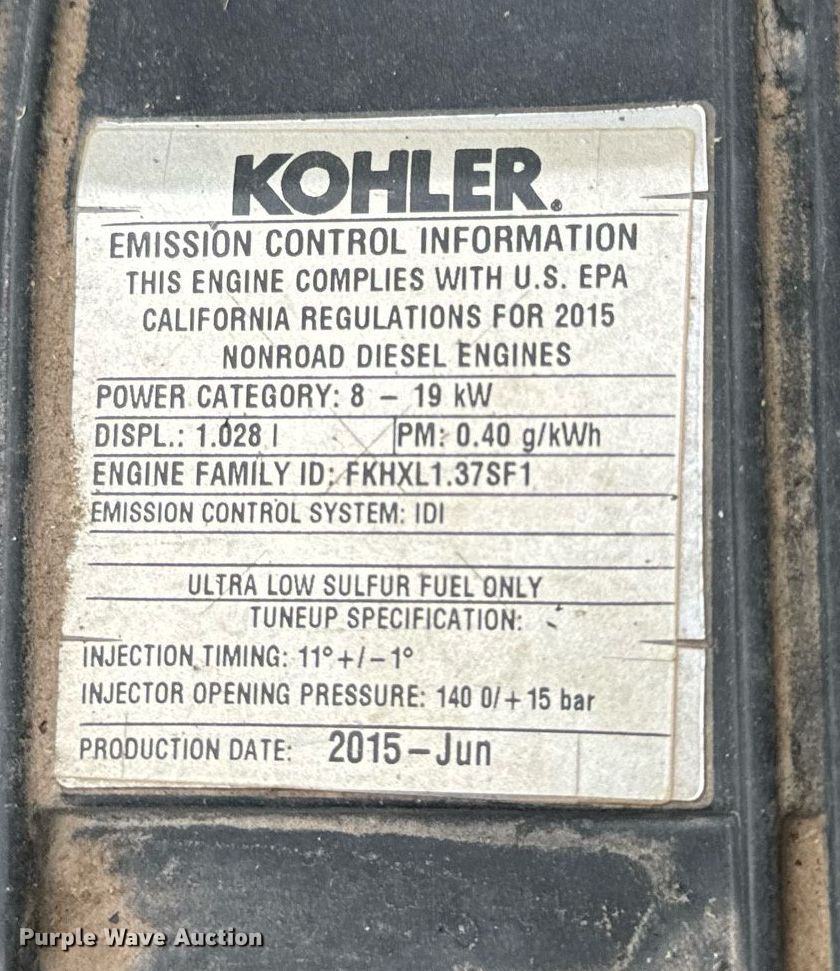 KOHLER.
EMISSION CONTROL INFORMATION
THIS ENGINE COMPLIES WITH U.S. EPA
CALIFORNIA REGULATIONS FOR 2015
NONROAD DIESEL ENGINES
POWER CATEGORY: 8 – 19 kW
DISPL.: 1.028 l PM: 0.40 g/kWh
ENGINE FAMILY ID: FKHXL1.37SF1
EMISSION CONTROL SYSTEM: IDI
ULTRA LOW SULFUR FUEL ONLY
TUNEUP SPECIFICATION:
INJECTION TIMING: 11° +/– 1°
INJECTOR OPENING PRESSURE: 140 0/+ 15 bar
PRODUCTION DATE: 2015–Jun
Purple Wave Auction